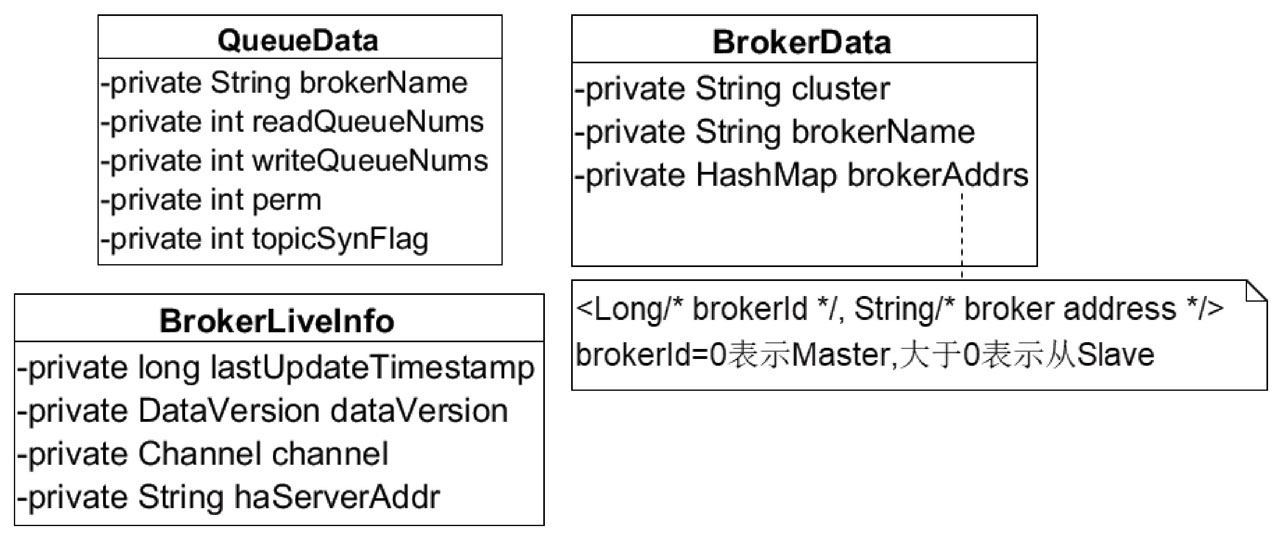 QueueData
-private String brokerName
-private int readQueueNums
-private int writeQueueNums
-private int perm
-private int topicSynFlag
BrokerData
-private String cluster
-private String brokerName
-private HashMap brokerAddrs
<Long/* brokerId */, String/* broker address */>
brokerId=0表示Master,大于0表示从Slave
BrokerLiveInfo
-private long lastUpdateTimestamp
-private DataVersion dataVersion
-private Channel channel
-private String haServerAddr